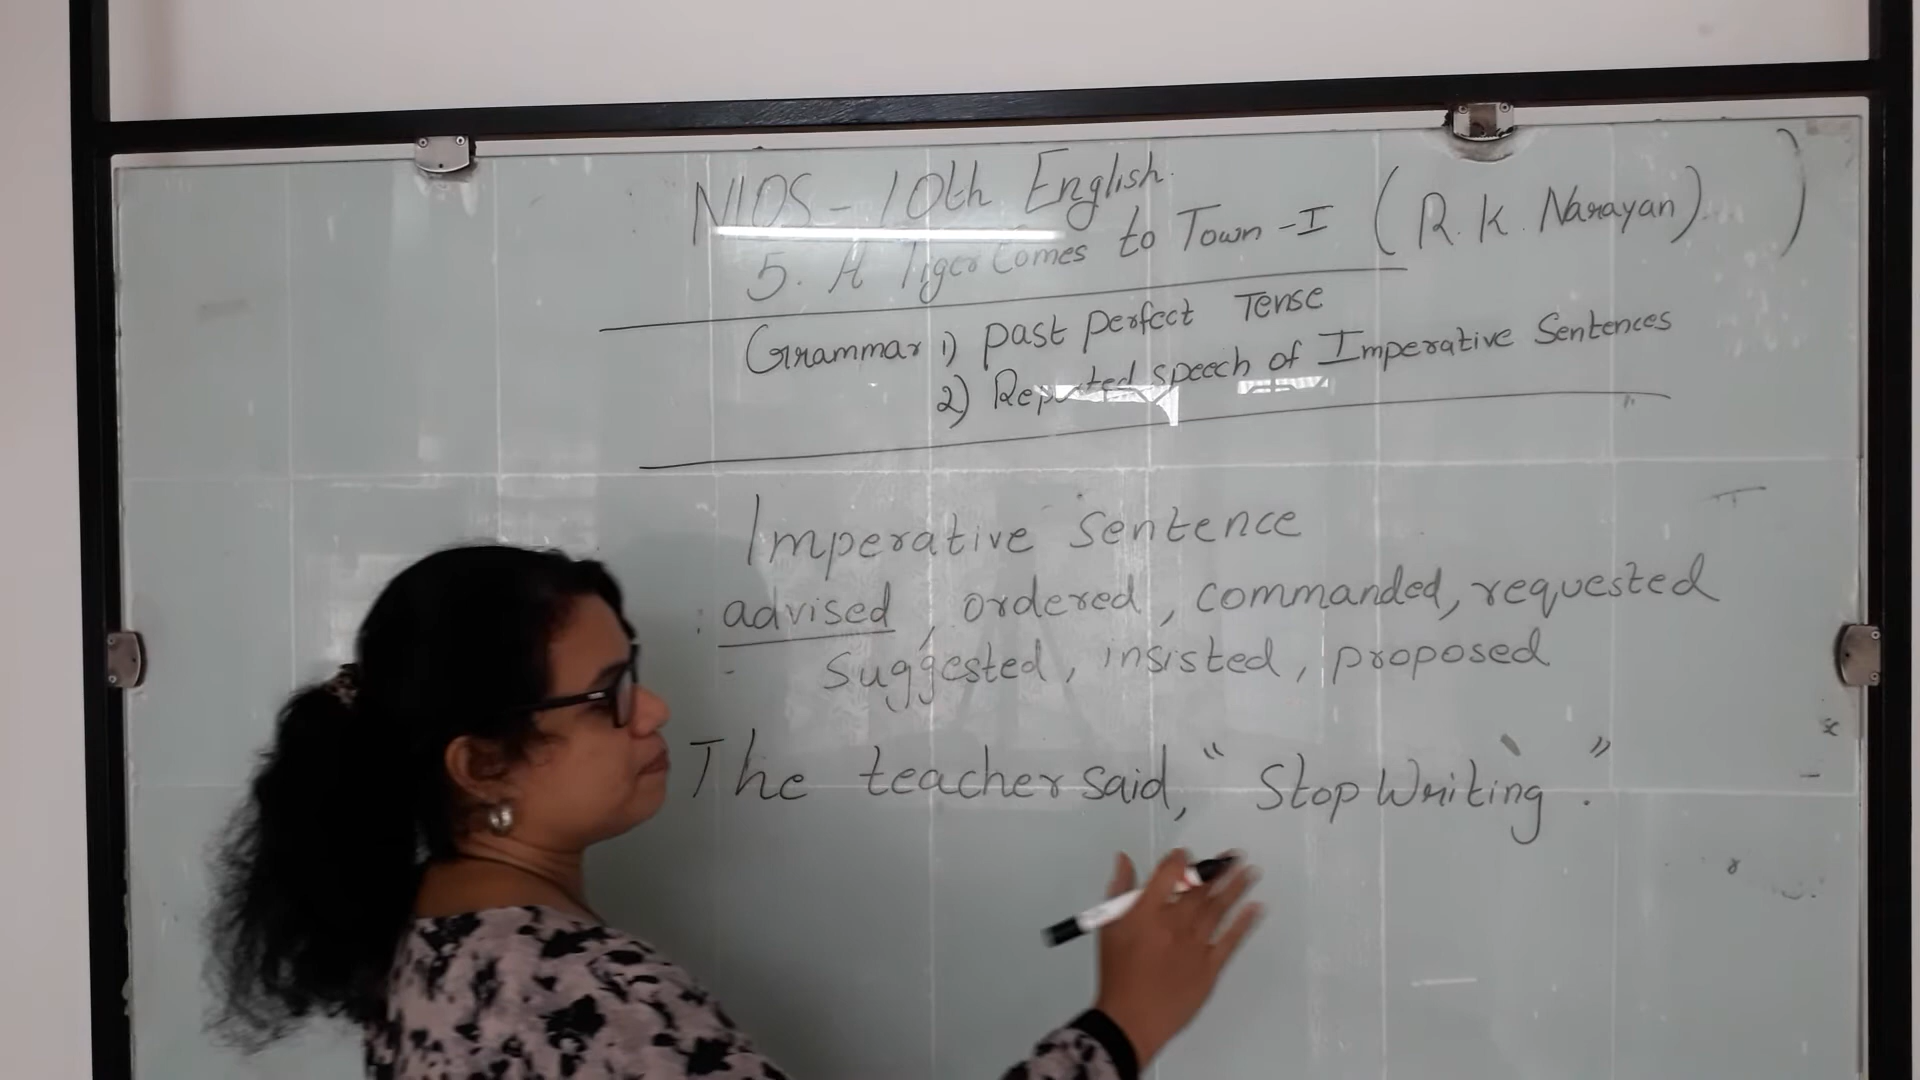 NIOS - 10th English.
5. A Tiger Comes to Town - I ( R. K. Narayan) )
Grammar 1) past perfect Tense
2) Reported speech of Imperative Sentences
Imperative Sentence
: advised, ordered, commanded, requested
suggested, insisted, proposed
The teacher said, " Stop Writing. "